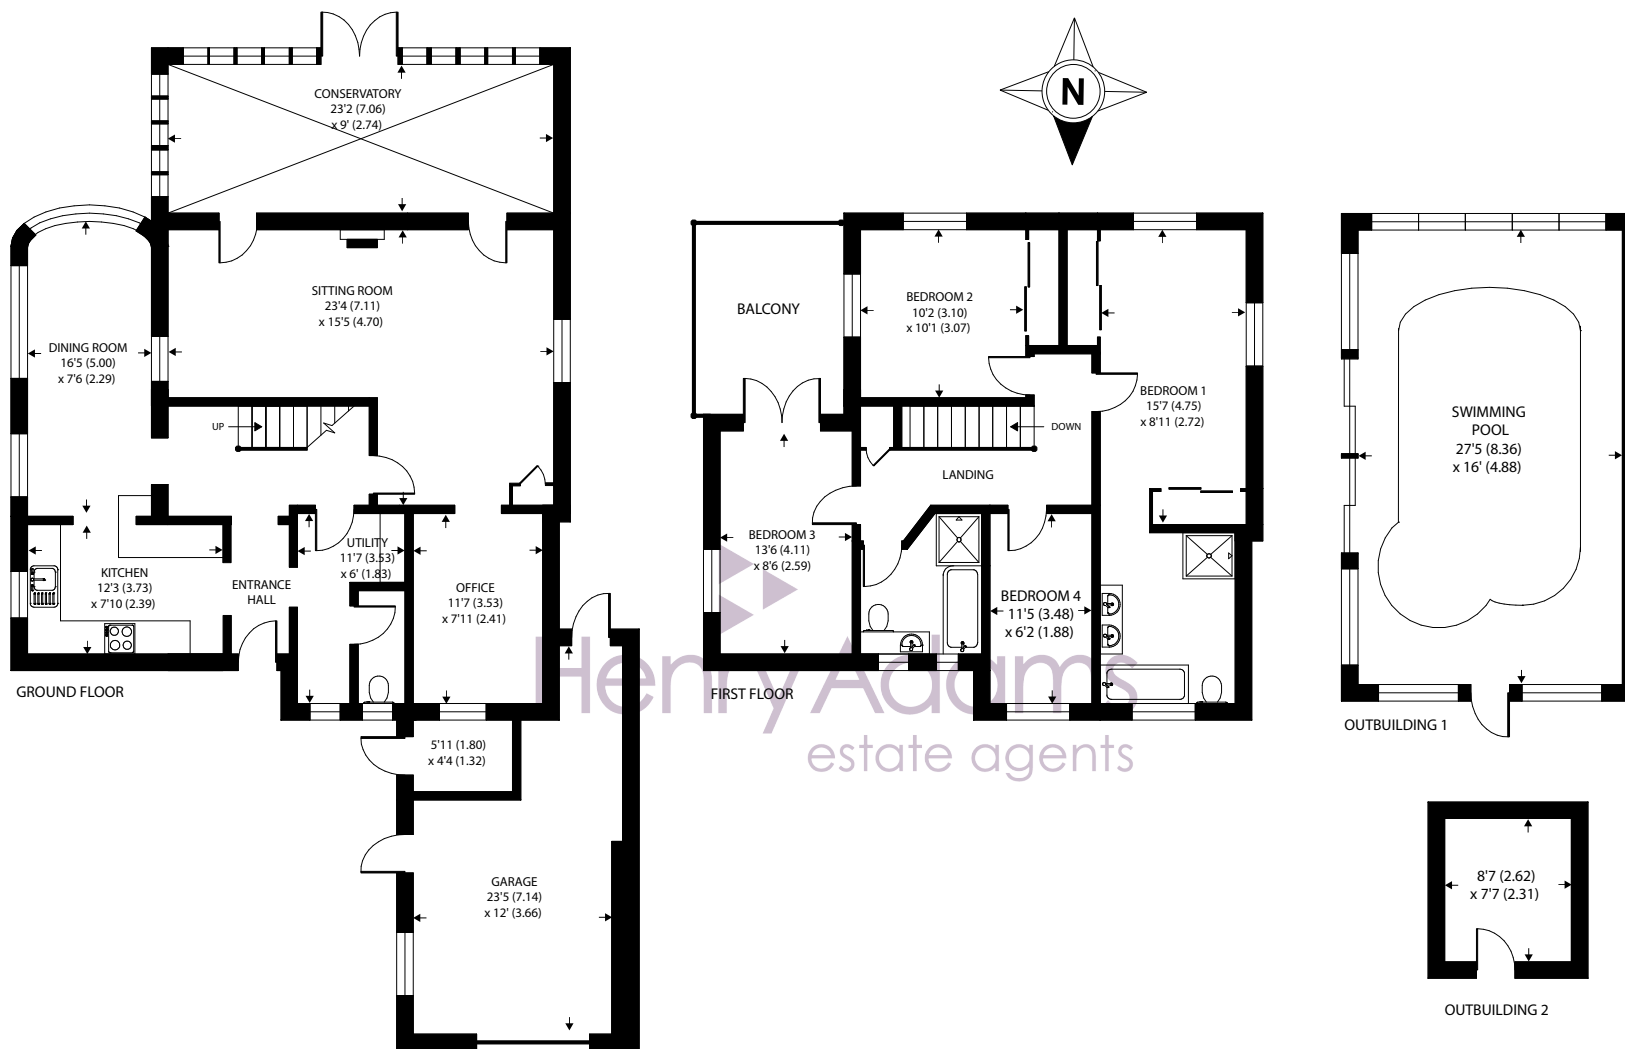 CONSERVATORY
23'2 (7.06)
x 9' (2.74)
N
SITTING ROOM
23'4 (7.11)
x 15'5 (4.70)
DINING ROOM
16'5 (5.00)
x 7'6 (2.29)
UP
KITCHEN
12'3 (3.73)
x 7'10 (2.39)
ENTRANCE
HALL
UTILITY
11'7 (3.53)
x 6' (1.83)
OFFICE
11'7 (3.53)
x 7'11 (2.41)
GROUND FLOOR
5'11 (1.80)
x 4'4 (1.32)
GARAGE
23'5 (7.14)
x 12' (3.66)
BALCONY
BEDROOM 2
10'2 (3.10)
x 10'1 (3.07)
BEDROOM 1
15'7 (4.75)
x 8'11 (2.72)
DOWN
LANDING
BEDROOM 3
13'6 (4.11)
x 8'6 (2.59)
BEDROOM 4
11'5 (3.48)
x 6'2 (1.88)
FIRST FLOOR
Henry Adams
estate agents
SWIMMING
POOL
27'5 (8.36)
x 16' (4.88)
OUTBUILDING 1
8'7 (2.62)
x 7'7 (2.31)
OUTBUILDING 2